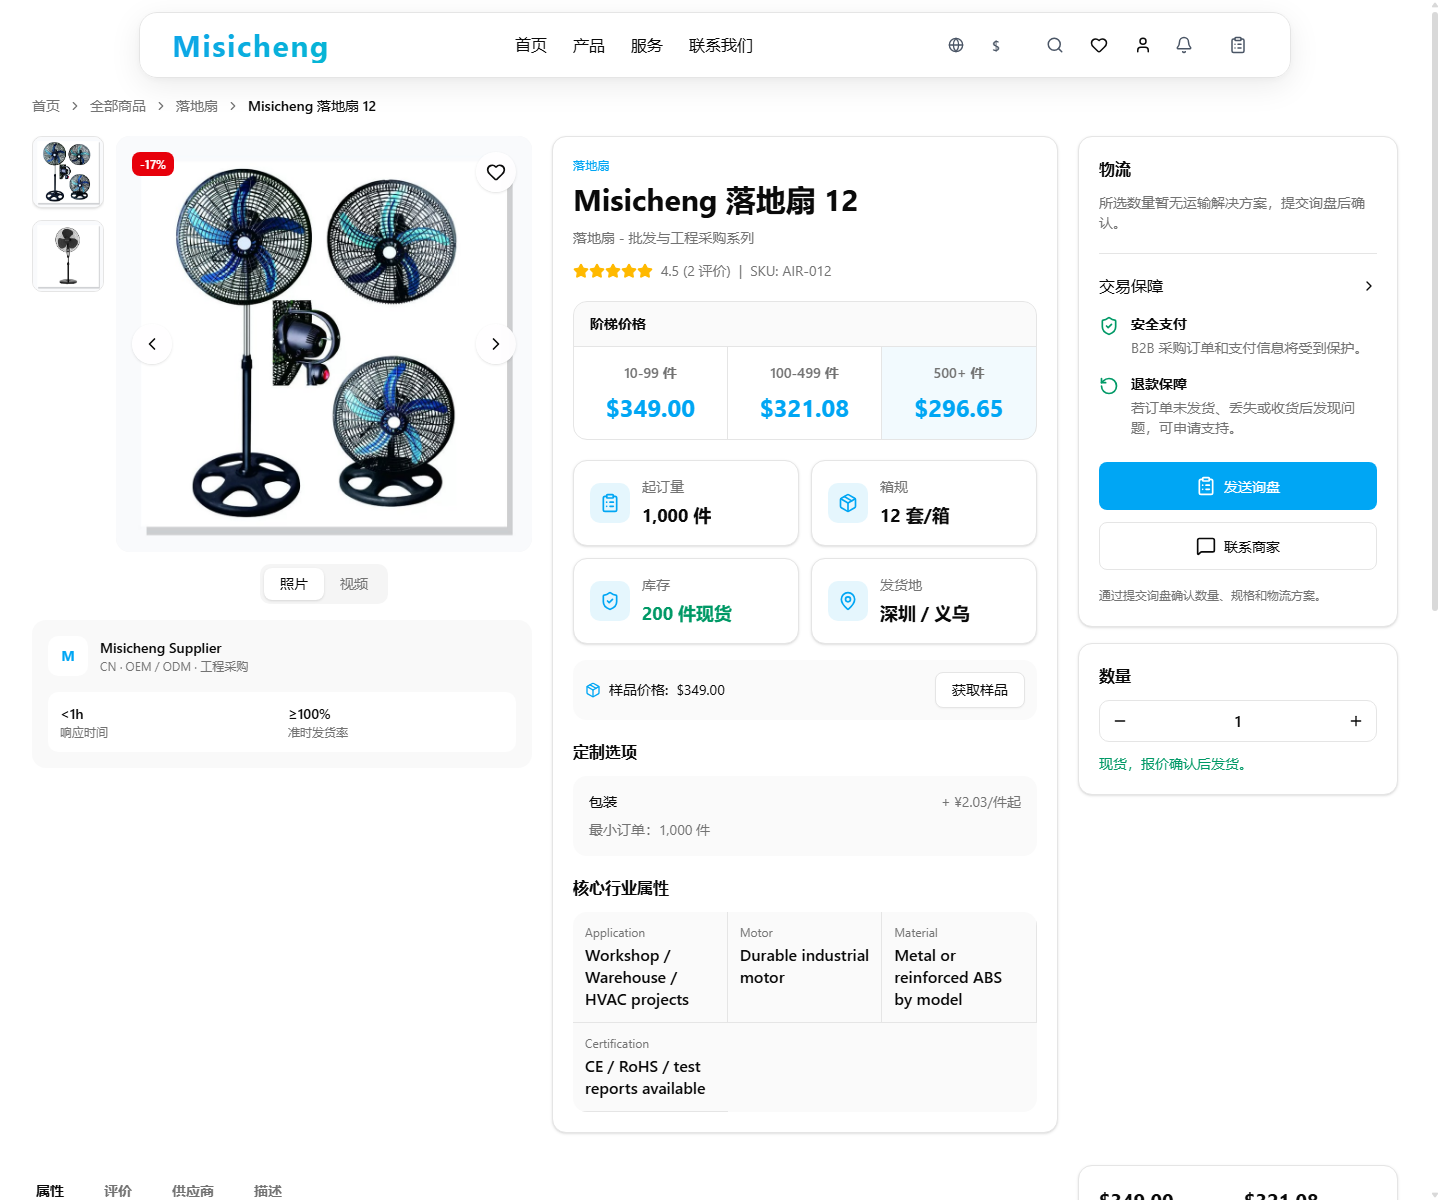 Misicheng
首页 产品 服务 联系我们
$
首页 > 全部商品 > 落地扇 > Misicheng 落地扇 12
-17%
照片 视频
M
Misicheng Supplier
CN · OEM / ODM · 工程采购
<1h
响应时间
≥100%
准时发货率
落地扇
Misicheng 落地扇 12
落地扇 - 批发与工程采购系列
4.5 (2 评价) | SKU: AIR-012
阶梯价格
10-99 件
$349.00
100-499 件
$321.08
500+ 件
$296.65
起订量
1,000 件
箱规
12 套/箱
库存
200 件现货
发货地
深圳 / 义乌
样品价格: $349.00
获取样品
定制选项
包装
+ ¥2.03/件起
最小订单：1,000 件
核心行业属性
Application
Workshop /
Warehouse /
HVAC projects
Motor
Durable industrial
motor
Material
Metal or
reinforced ABS
by model
Certification
CE / RoHS / test
reports available
物流
所选数量暂无运输解决方案，提交询盘后确
认。
交易保障
安全支付
B2B 采购订单和支付信息将受到保护。
退款保障
若订单未发货、丢失或收货后发现问
题，可申请支持。
发送询盘
联系商家
通过提交询盘确认数量、规格和物流方案。
数量
1
现货，报价确认后发货。
属性 评价 供应商 描述
$349.00 $321.08